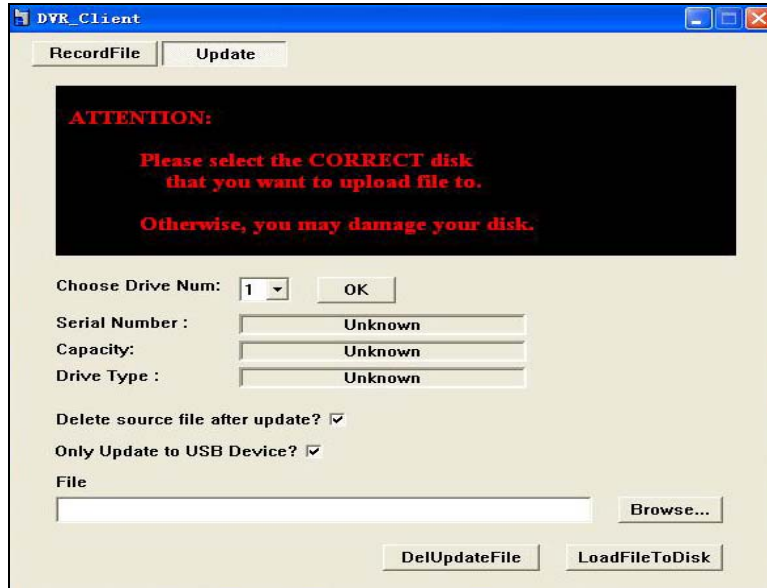 DVR_Client
RecordFile Update
ATTENTION:
Please select the CORRECT disk
that you want to upload file to.
Otherwise, you may damage your disk.
Choose Drive Num: 1 OK
Serial Number : Unknown
Capacity: Unknown
Drive Type : Unknown
Delete source file after update?
Only Update to USB Device?
File
Browse...
DelUpdateFile LoadFileToDisk